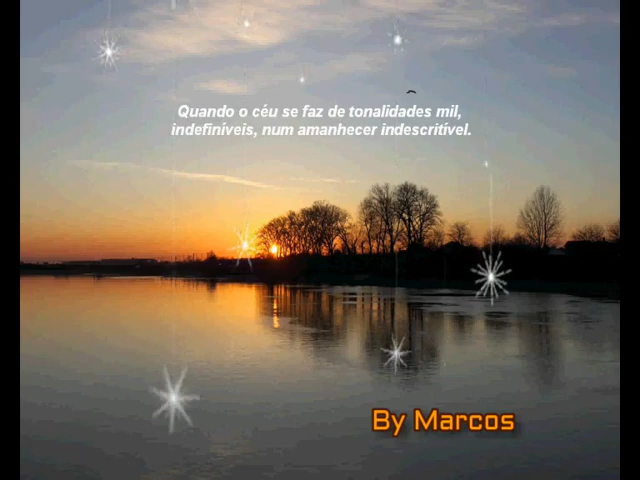 Quando o céu se faz de tonalidades mil,
indefiníveis, num amanhecer indescritível.
By Marcos